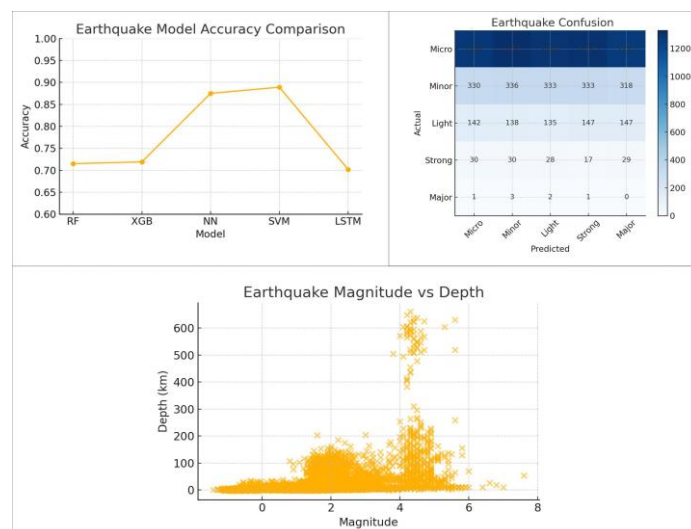 Earthquake Model Accuracy Comparison
1.00
0.95
0.90
0.85
0.80
0.75
0.70
0.65
0.60
Accuracy
RF XGB NN SVM LSTM
Model
Earthquake Confusion
Micro
Minor 330 336 333 333 318
Light 142 138 135 147 147
Strong 30 30 28 17 29
Major 1 3 2 1 0
Actual
Micro Minor Light Strong Major
Predicted
1200
1000
800
600
400
200
0
Earthquake Magnitude vs Depth
600
500
400
300
200
100
0
Depth (km)
0 2 4 6 8
Magnitude